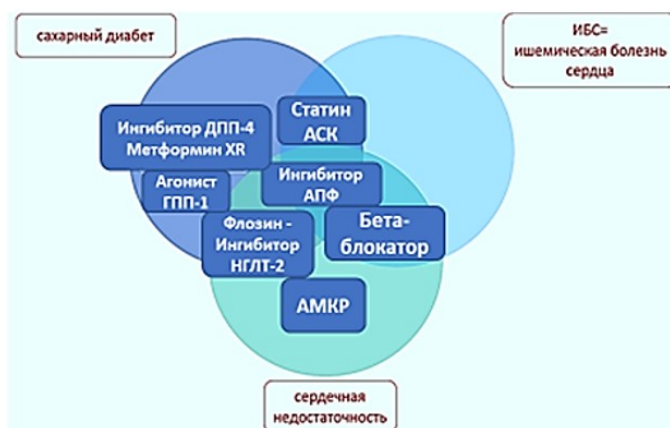 сахарный диабет
ИБС=
ишемическая болезнь
сердца
Статин
АСК
Ингибитор ДПП-4
Метформин XR
Агонист
ГПП-1
Ингибитор
АПФ
Флозин -
Ингибитор
НГЛТ-2
Бета-
блокатор
АМКР
сердечная
недостаточность